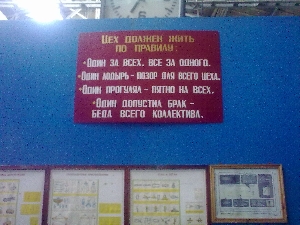 ЦЕХ ДОЛЖЕН ЖИТЬ
ПО ПРАВИЛУ:
•ОДИН ЗА ВСЕХ, ВСЕ ЗА ОДНОГО.
•ОДИН ЛОДЫРЬ - ПОЗОР ДЛЯ ВСЕГО ЦЕХА.
•ОДИН ПРОГУЛЯЛ - ПЯТНО НА ВСЕХ.
•ОДИН ДОПУСТИЛ БРАК -
БЕДА ВСЕГО КОЛЛЕКТИВА.